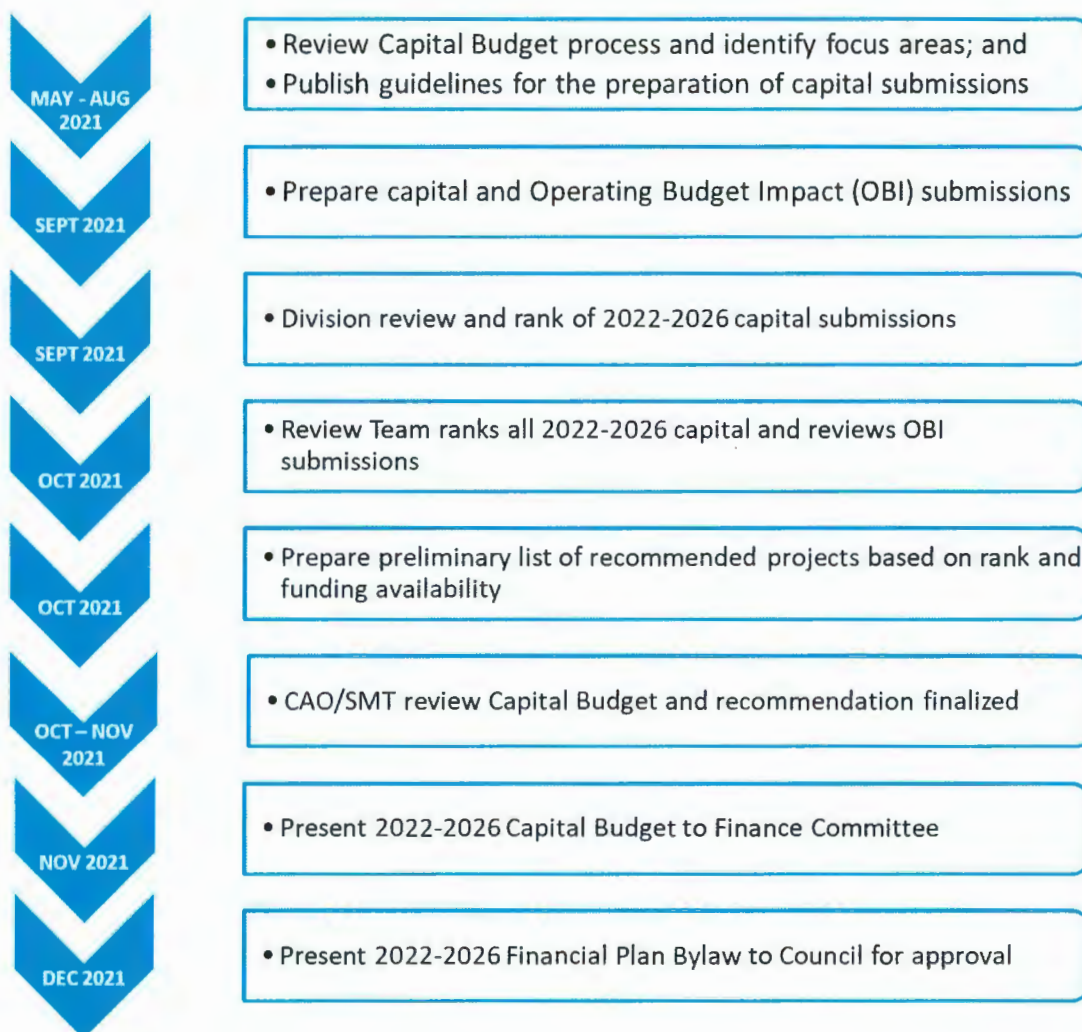 MAY - AUG
2021
• Review Capital Budget process and identify focus areas; and
• Publish guidelines for the preparation of capital submissions
SEPT 2021
• Prepare capital and Operating Budget Impact (OBI) submissions
SEPT 2021
• Division review and rank of 2022-2026 capital submissions
OCT 2021
• Review Team ranks all 2022-2026 capital and reviews OBI
submissions
OCT 2021
• Prepare preliminary list of recommended projects based on rank and
funding availability
OCT – NOV
2021
• CAO/SMT review Capital Budget and recommendation finalized
NOV 2021
• Present 2022-2026 Capital Budget to Finance Committee
DEC 2021
• Present 2022-2026 Financial Plan Bylaw to Council for approval